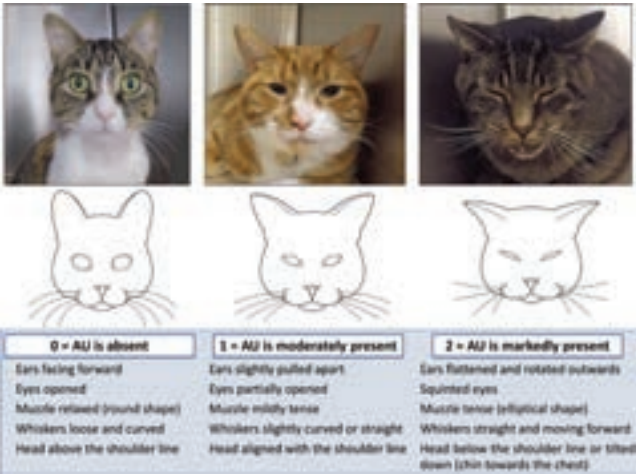 0 = AU is absent
Ears facing forward
Eyes opened
Muzzle relaxed (round shape)
Whiskers loose and curved
Head above the shoulder line
1 = AU is moderately present
Ears slightly pulled apart
Eyes partially opened
Muzzle mildly tense
Whiskers slightly curved or straight
Head aligned with the shoulder line
2 = AU is markedly present
Ears flattened and rotated outwards
Squinted eyes
Muzzle tense (elliptical shape)
Whiskers straight and moving forward
Head below the shoulder line or tilted
down (chin towards the chest)